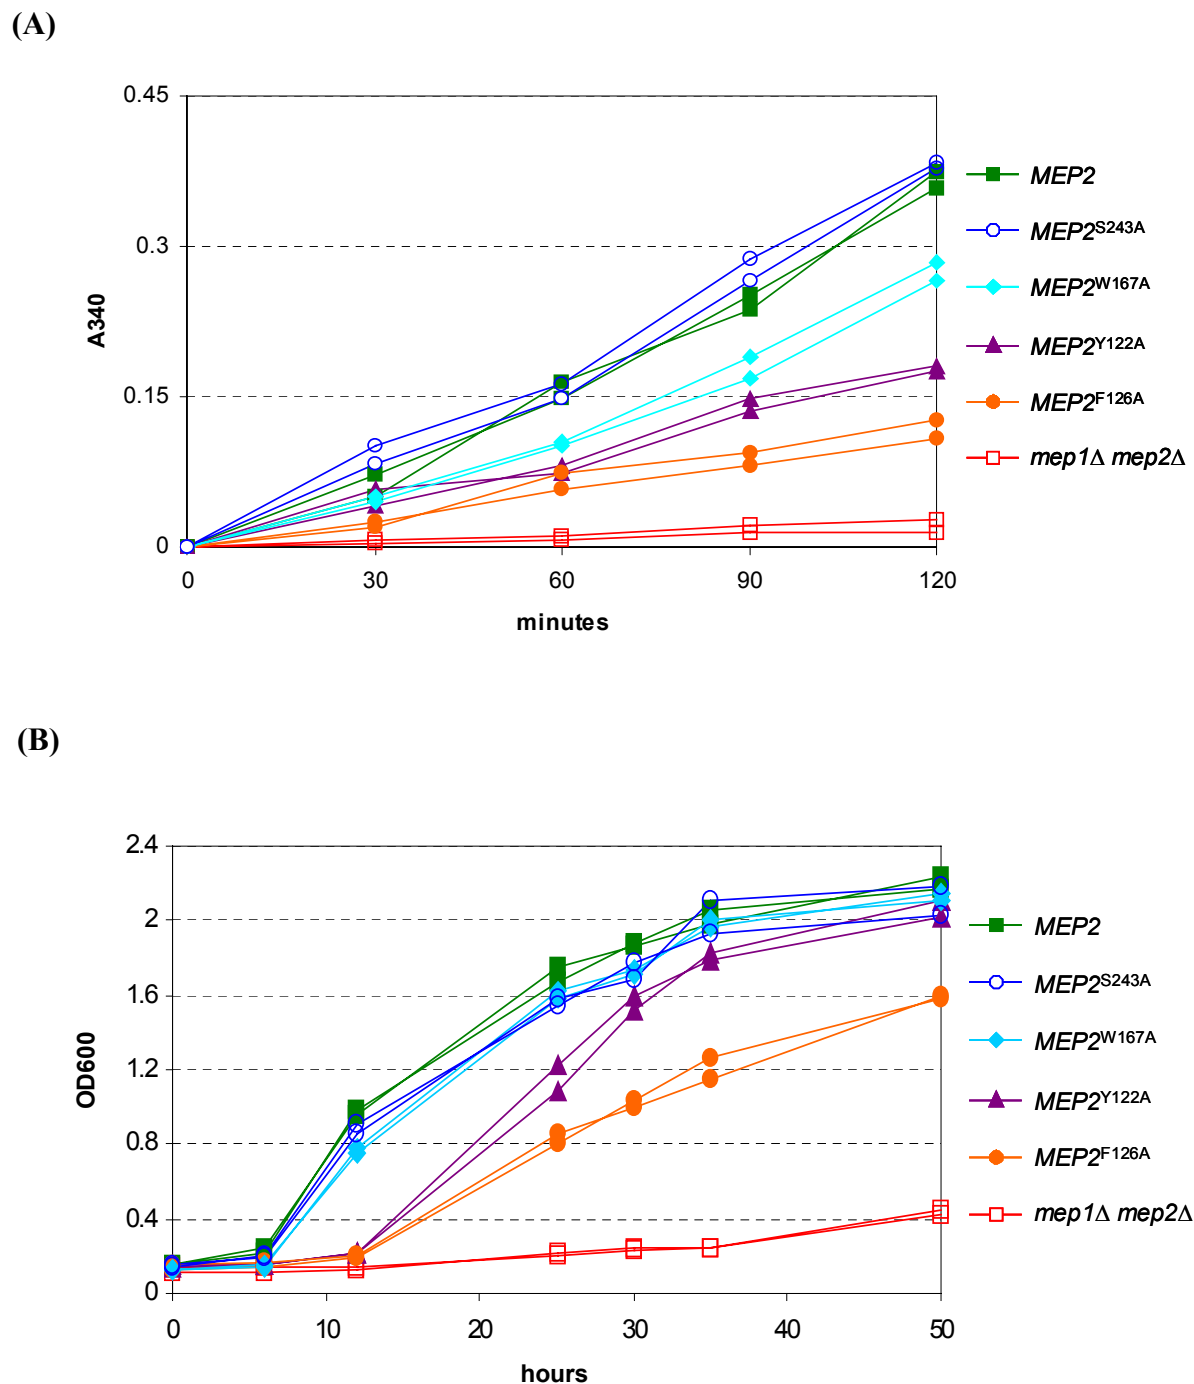 (A)
0.45
0.3
0.15
0
A340
0 30 60 90 120
minutes
MEP2
MEP2S243A
MEP2W167A
MEP2Y122A
MEP2F126A
mep1Δ mep2Δ
(B)
2.4
2
1.6
1.2
0.8
0.4
0
OD600
0 10 20 30 40 50
hours
MEP2
MEP2S243A
MEP2W167A
MEP2Y122A
MEP2F126A
mep1Δ mep2Δ